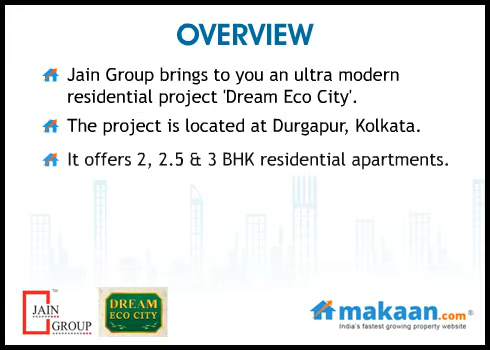 OVERVIEW
Jain Group brings to you an ultra modern
residential project 'Dream Eco City'.
The project is located at Durgapur, Kolkata.
It offers 2, 2.5 & 3 BHK residential apartments.
JAIN
GROUP
TM
DREAM
ECO CITY
makaan.com®
India's fastest growing property website